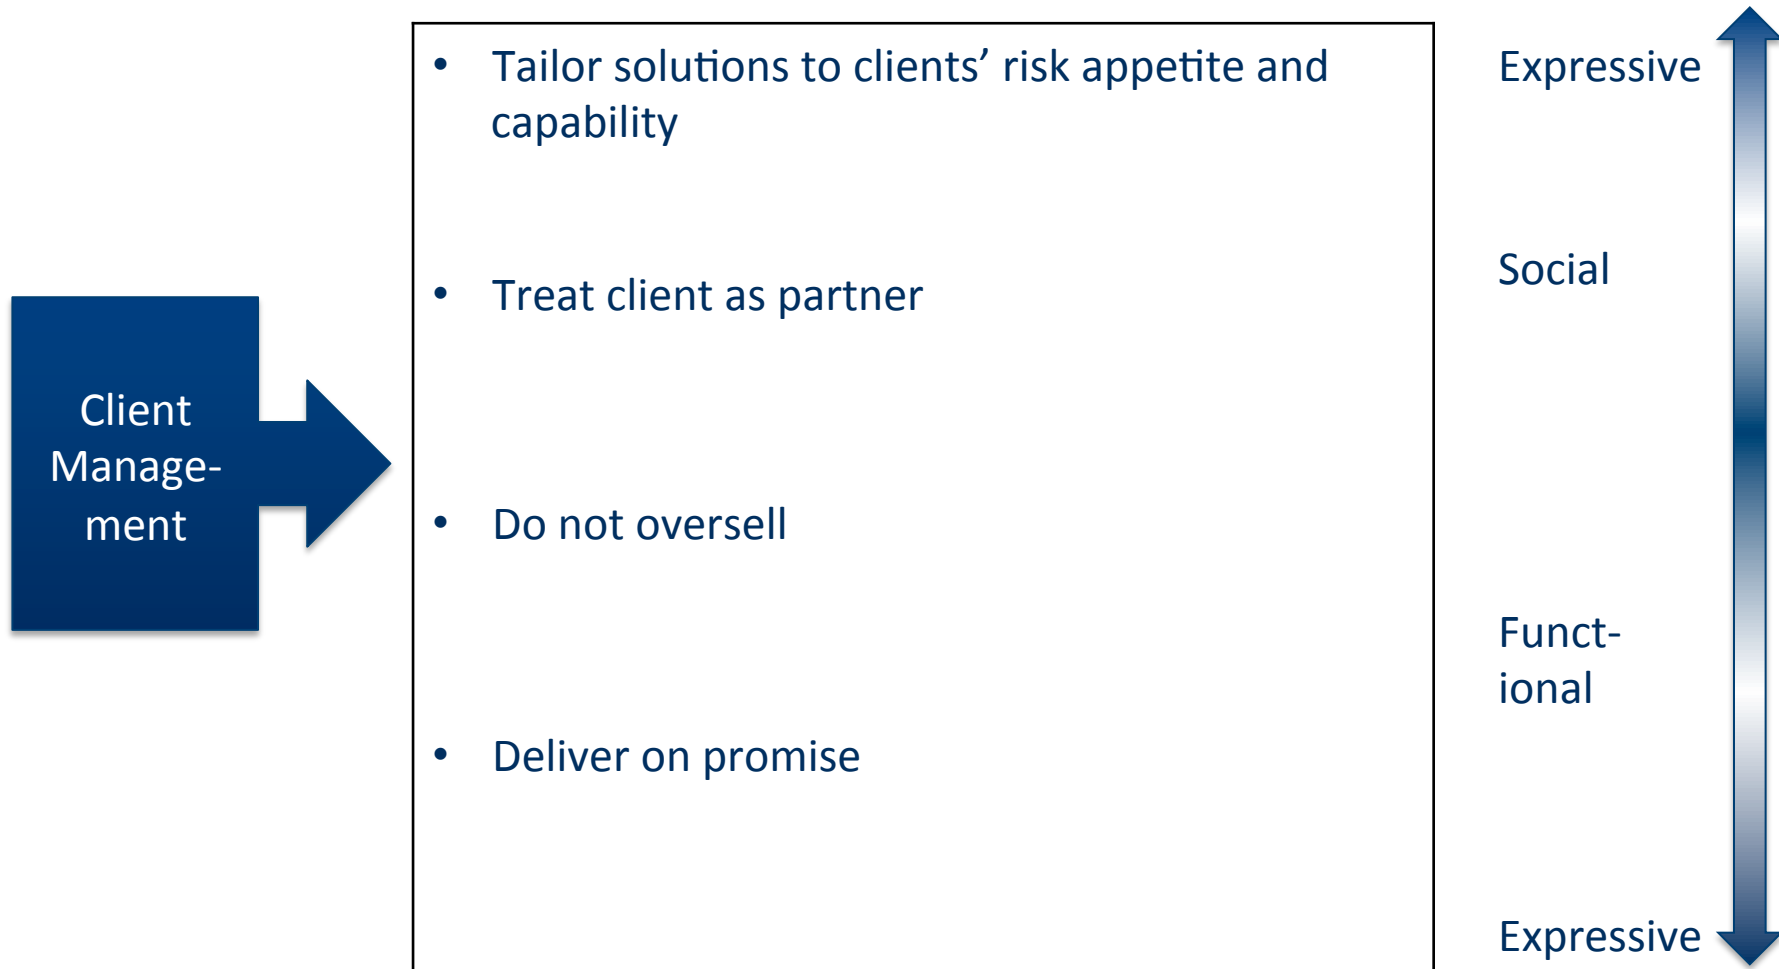 Client
Manage-
ment
• Tailor solutions to clients’ risk appetite and
capability
• Treat client as partner
• Do not oversell
• Deliver on promise
Expressive
Social
Funct-
ional
Expressive